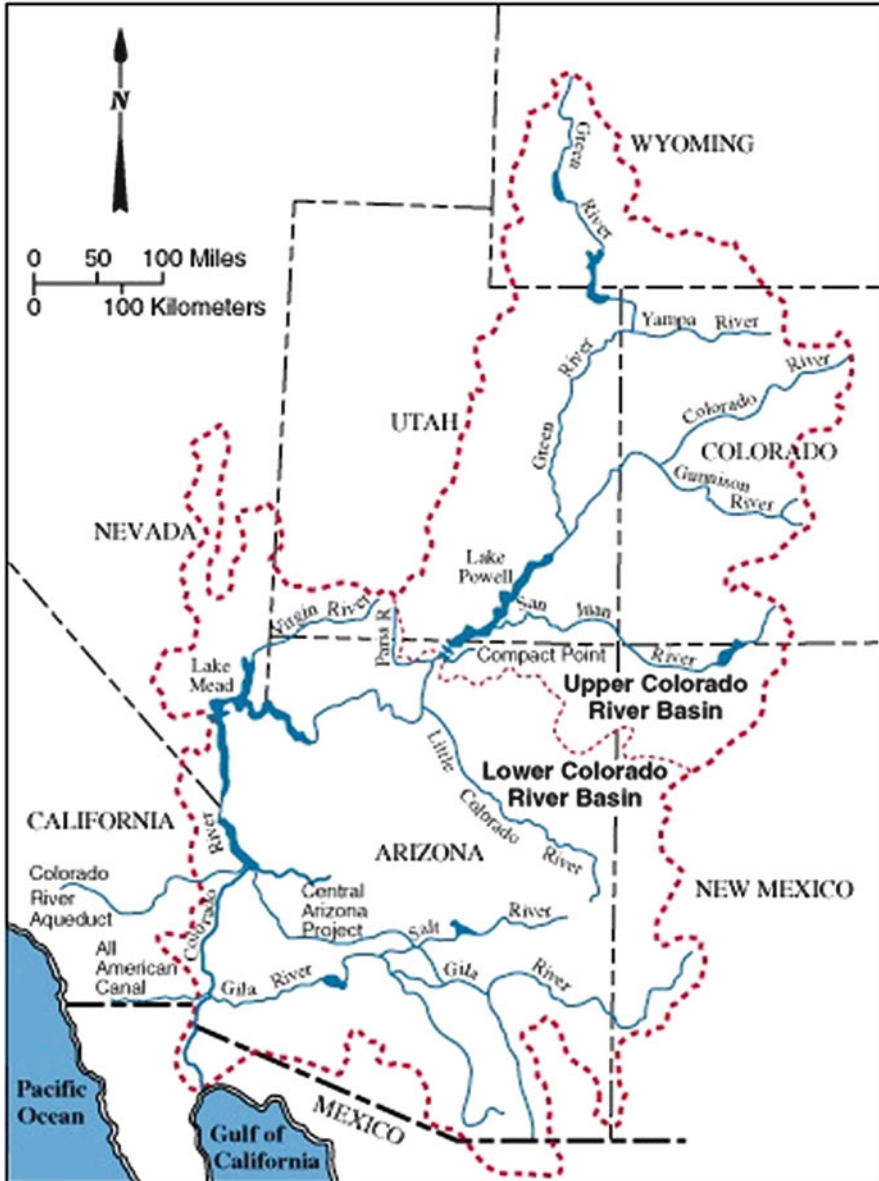 N
0 50 100 Miles
0 100 Kilometers
WYOMING
Green
River
Yampa River
Green River
UTAH
Colorado River
COLORADO
Gunnison
River
NEVADA
Lake
Powell
San Juan
River
Virgin River
Paria R
Compact Point
Lake
Mead
Upper Colorado
River Basin
Lower Colorado
River Basin
Little Colorado River
CALIFORNIA
Colorado River
ARIZONA
NEW MEXICO
Colorado
River
Aqueduct
Central
Arizona
Project
Salt River
All
American
Canal
Gila River
Gila River
MEXICO
Pacific
Ocean
Gulf of
California